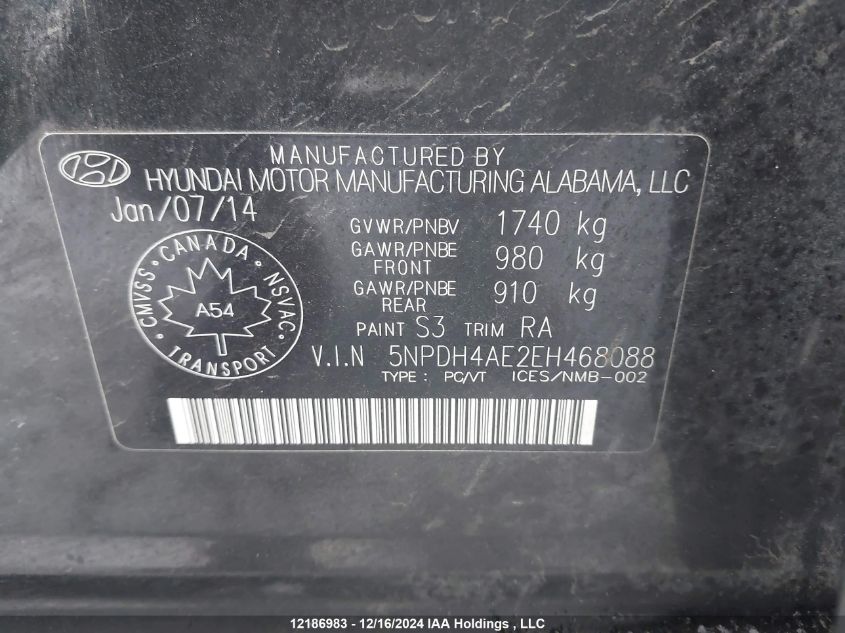 MANUFACTURED BY
HYUNDAI MOTOR MANUFACTURING ALABAMA, LLC
Jan/07/14
GVWR/PNBV 1740 kg
GAWR/PNBE FRONT 980 kg
GAWR/PNBE REAR 910 kg
PAINT S3 TRIM RA
CANADA
CMVSS
NSVAC
A54
TRANSPORT
V.I.N 5NPDH4AE2EH468088
TYPE : PC/VT ICES/NMB-002
12186983 - 12/16/2024 IAA Holdings , LLC